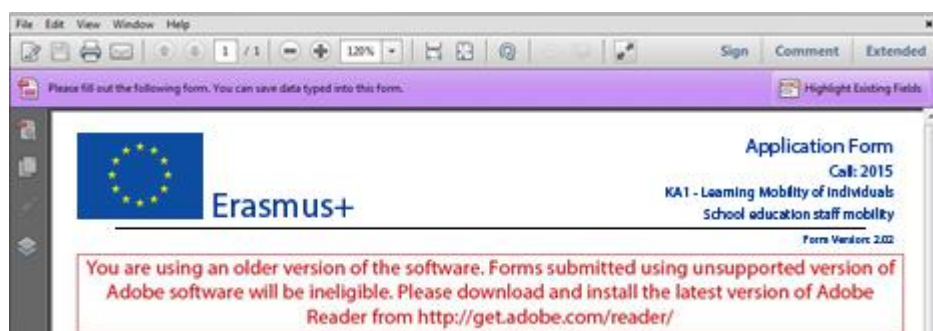 File Edit View Window Help
1 / 1 120% Sign Comment Extended
Please fill out the following form. You can save data typed into this form. Highlight Existing Fields
Application Form
Call: 2015
KA1 - Learning Mobility of Individuals
Erasmus+
School education staff mobility
Form Version: 2.02
You are using an older version of the software. Forms submitted using unsupported version of
Adobe software will be ineligible. Please download and install the latest version of Adobe
Reader from http://get.adobe.com/reader/